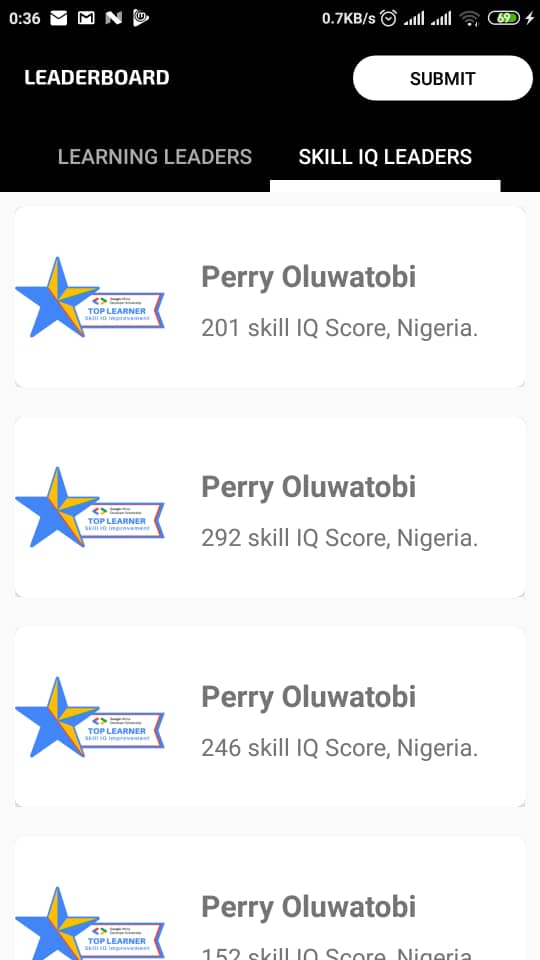 0:36 0.7KB/s 69
LEADERBOARD
SUBMIT
LEARNING LEADERS SKILL IQ LEADERS
Perry Oluwatobi
201 skill IQ Score, Nigeria.
Google Africa
Developer Scholarship
TOP LEARNER
Skill IQ Improvement
Perry Oluwatobi
292 skill IQ Score, Nigeria.
Google Africa
Developer Scholarship
TOP LEARNER
Skill IQ Improvement
Perry Oluwatobi
246 skill IQ Score, Nigeria.
Google Africa
Developer Scholarship
TOP LEARNER
Skill IQ Improvement
Perry Oluwatobi
152 skill IQ Score, Nigeria.
Google Africa
Developer Scholarship
TOP LEARNER
Skill IQ Improvement